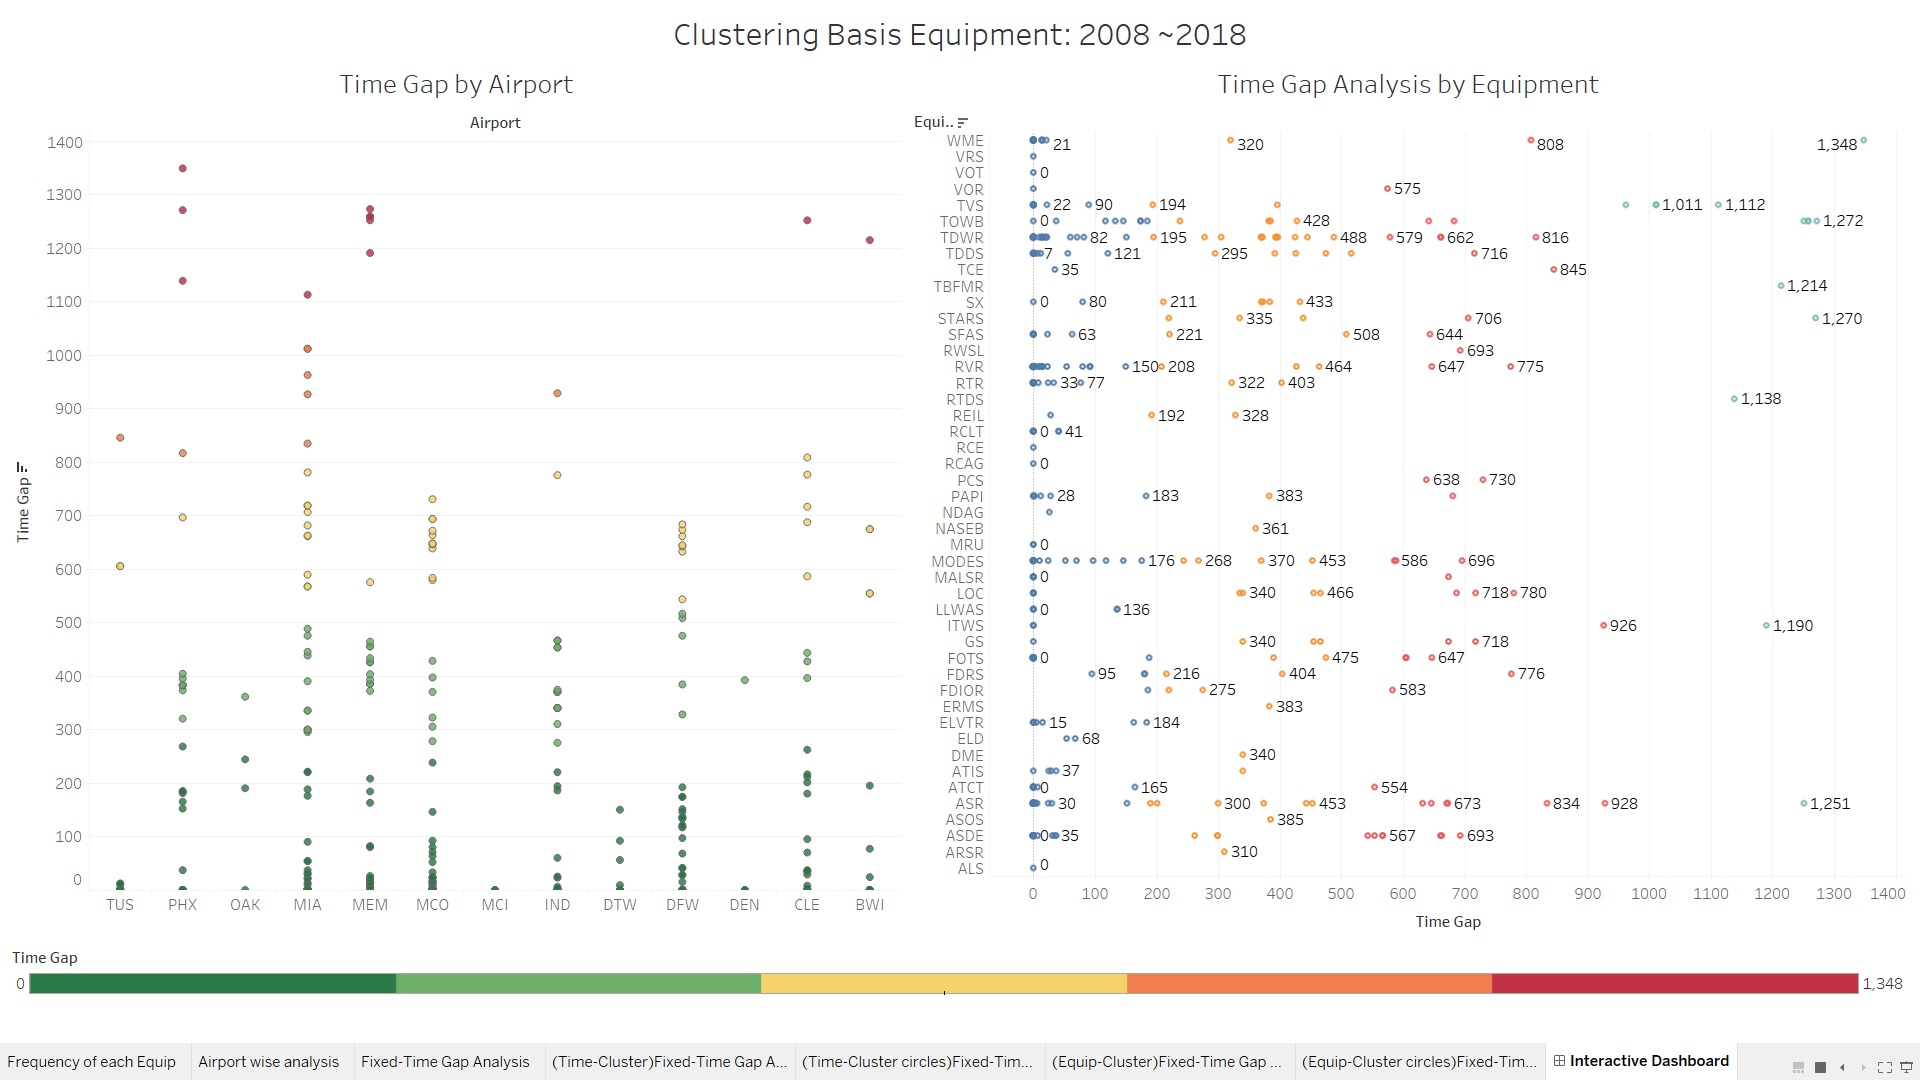 Clustering Basis Equipment: 2008 ~2018
Time Gap by Airport
Airport
Time Gap
1400
1300
1200
1100
1000
900
800
700
600
500
400
300
200
100
0
TUS PHX OAK MIA MEM MCO MCI IND DTW DFW DEN CLE BWI
Time Gap Analysis by Equipment
Equi..
WME 21 320 808 1,348
VRS
VOT 0
VOR 575
TVS 22 90 194 1,011 1,112
TOWB 0 428 1,272
TDWR 82 195 488 579 662 816
TDDS 7 121 295 716
TCE 35 845
TBFMR 1,214
SX 0 80 211 433
STARS 335 706 1,270
SFAS 63 221 508 644
RWSL 693
RVR 150 208 464 647 775
RTR 33 77 322 403
RTDS 1,138
REIL 192 328
RCLT 0 41
RCE
RCAG 0
PCS 638 730
PAPI 28 183 383
NDAG
NASEB 361
MRU 0
MODES 176 268 370 453 586 696
MALSR 0
LOC 340 466 718 780
LLWAS 0 136
ITWS 926 1,190
GS 340 718
FOTS 0 475 647
FDRS 95 216 404 776
FDIOR 275 583
ERMS 383
ELVTR 15 184
ELD 68
DME 340
ATIS 37
ATCT 0 165 554
ASR 30 300 453 673 834 928 1,251
ASOS 385
ASDE 0 35 567 693
ARSR 310
ALS 0
0 100 200 300 400 500 600 700 800 900 1000 1100 1200 1300 1400
Time Gap
Time Gap
0 1,348
Frequency of each Equip Airport wise analysis Fixed-Time Gap Analysis (Time-Cluster)Fixed-Time Gap A... (Time-Cluster circles)Fixed-Tim... (Equip-Cluster)Fixed-Time Gap ... (Equip-Cluster circles)Fixed-Tim... Interactive Dashboard